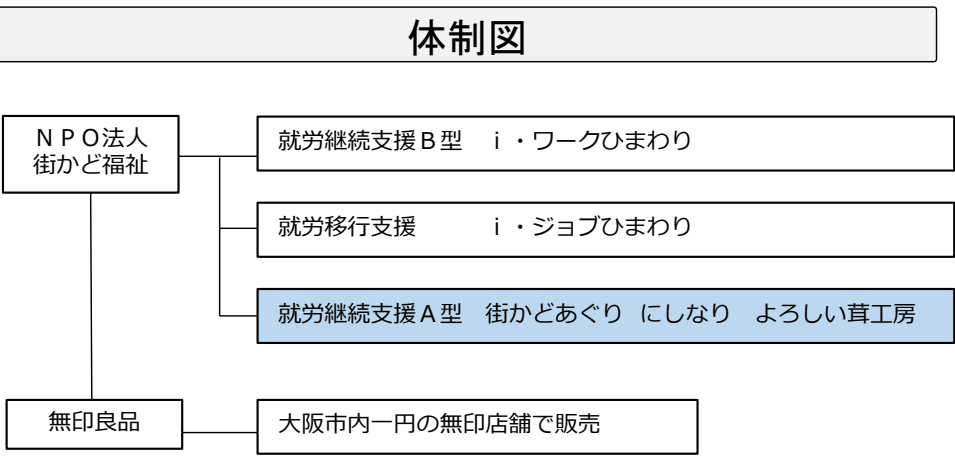 体制図
ＮＰＯ法人
街かど福祉
就労継続支援Ｂ型　ｉ・ワークひまわり
就労移行支援　　　ｉ・ジョブひまわり
就労継続支援Ａ型　街かどあぐり にしなり　よろしい茸工房
無印良品
大阪市内一円の無印店舗で販売